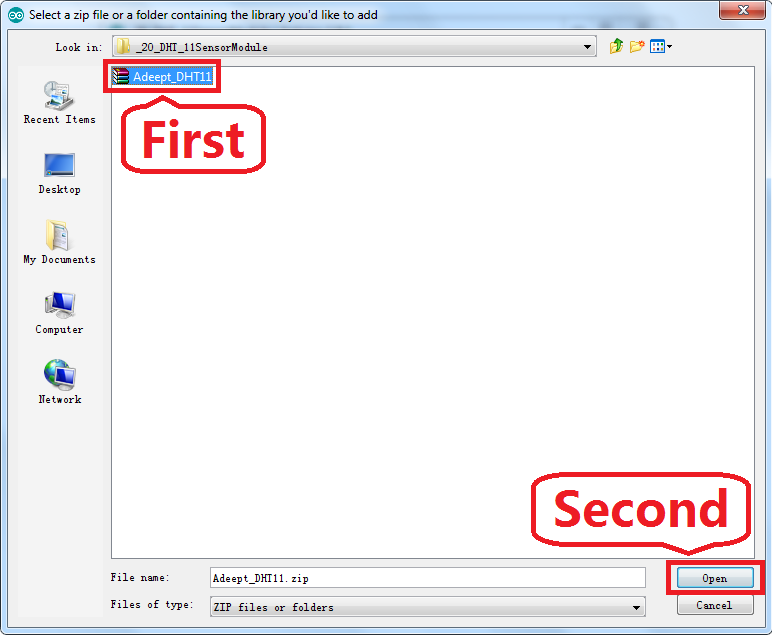 Select a zip file or a folder containing the library you'd like to add
Look in: _20_DHT_11SensorModule
Adeept_DHT11
First
Recent Items
Desktop
My Documents
Computer
Network
Second
File name: Adeept_DHT11.zip
Open
Files of type: ZIP files or folders
Cancel